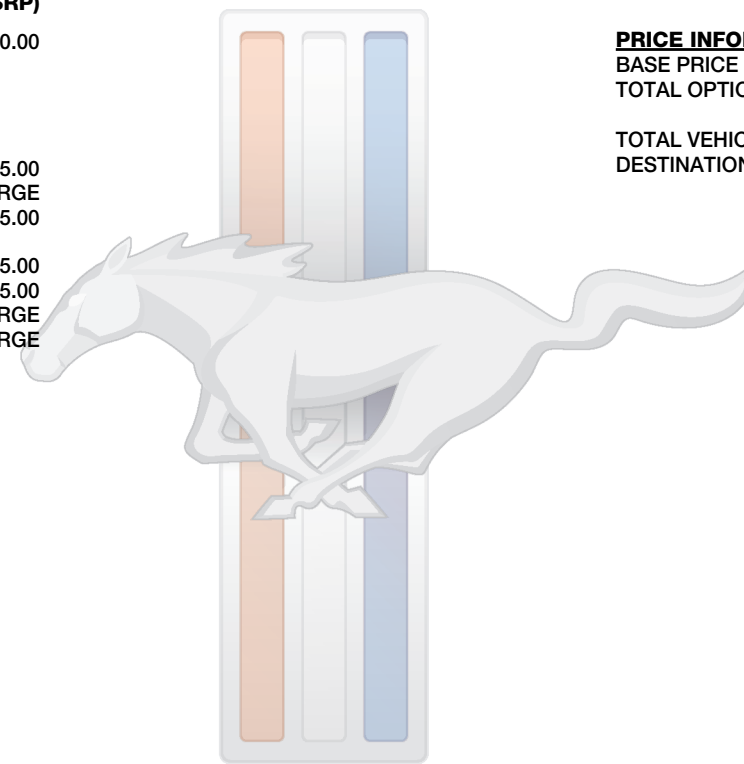 SRP)
0.00
5.00
RGE
5.00
5.00
5.00
RGE
RGE
PRICE INFO
BASE PRICE
TOTAL OPTIO
TOTAL VEHIC
DESTINATION